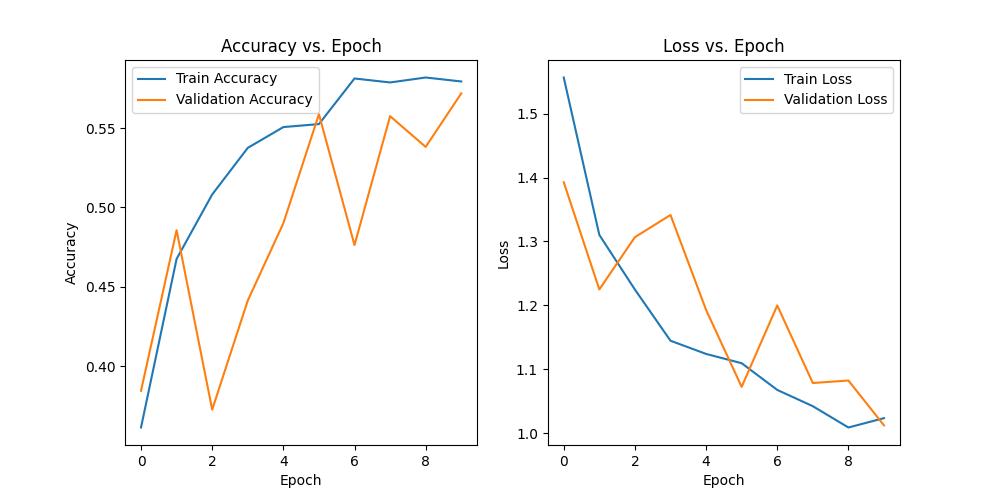 Accuracy vs. Epoch
Train Accuracy
Validation Accuracy
0.55
0.50
0.45
0.40
Accuracy
0 2 4 6 8
Epoch
Loss vs. Epoch
Train Loss
Validation Loss
1.5
1.4
1.3
1.2
1.1
1.0
Loss
0 2 4 6 8
Epoch